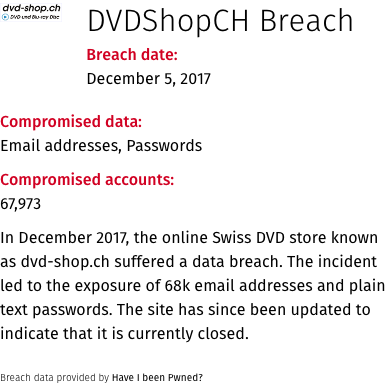 dvd-shop.ch
DVD und Blu-ray Disc
DVDShopCH Breach
Breach date:
December 5, 2017
Compromised data:
Email addresses, Passwords
Compromised accounts:
67,973
In December 2017, the online Swiss DVD store known
as dvd-shop.ch suffered a data breach. The incident
led to the exposure of 68k email addresses and plain
text passwords. The site has since been updated to
indicate that it is currently closed.
Breach data provided by Have I been Pwned?